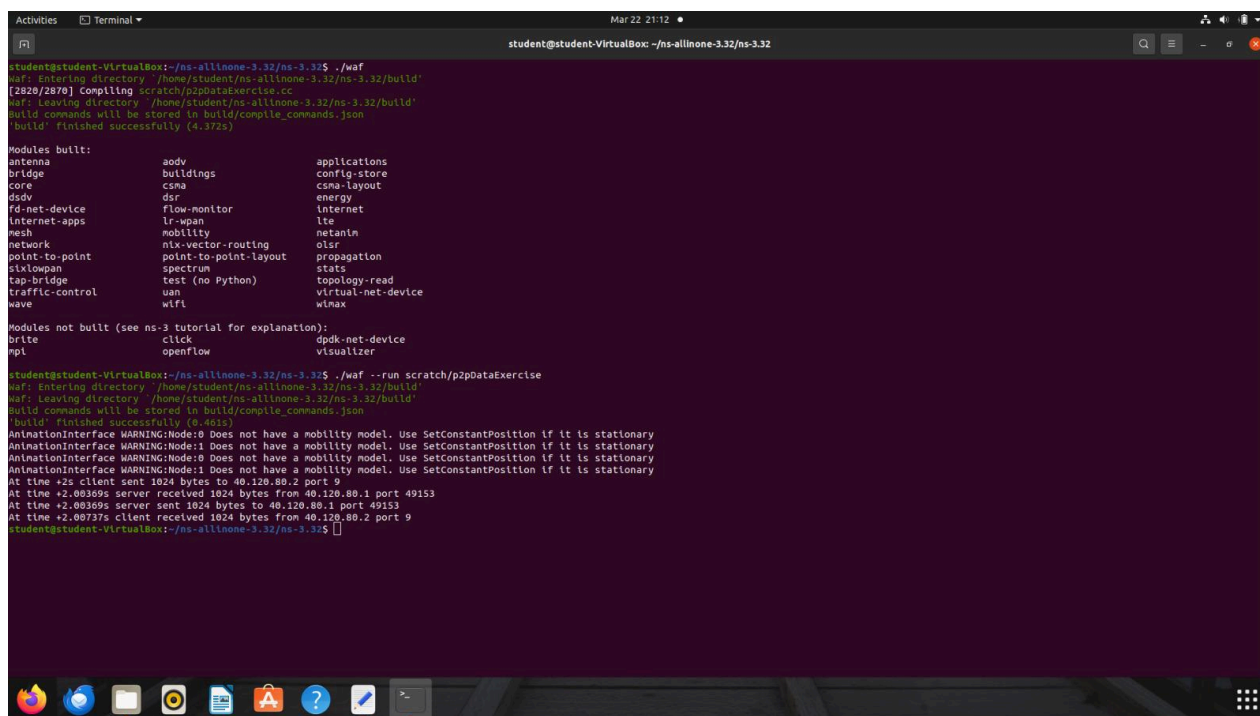 Activities Terminal Mar 22 21:12
student@student-VirtualBox: ~/ns-allinone-3.32/ns-3.32
student@student-VirtualBox:~/ns-allinone-3.32/ns-3.32$ ./waf
Waf: Entering directory `/home/student/ns-allinone-3.32/ns-3.32/build'
[2820/2870] Compiling scratch/p2pDataExercise.cc
Waf: Leaving directory `/home/student/ns-allinone-3.32/ns-3.32/build'
Build commands will be stored in build/compile_commands.json
'build' finished successfully (4.372s)
Modules built:
antenna aodv applications
bridge buildings config-store
core csma csma-layout
dsdv dsr energy
fd-net-device flow-monitor internet
internet-apps lr-wpan lte
mesh mobility netanim
network nix-vector-routing olsr
point-to-point point-to-point-layout propagation
sixlowpan spectrum stats
tap-bridge test (no Python) topology-read
traffic-control uan virtual-net-device
wave wifi wimax
Modules not built (see ns-3 tutorial for explanation):
brite click dpdk-net-device
mpi openflow visualizer
student@student-VirtualBox:~/ns-allinone-3.32/ns-3.32$ ./waf --run scratch/p2pDataExercise
Waf: Entering directory `/home/student/ns-allinone-3.32/ns-3.32/build'
Waf: Leaving directory `/home/student/ns-allinone-3.32/ns-3.32/build'
Build commands will be stored in build/compile_commands.json
'build' finished successfully (0.461s)
AnimationInterface WARNING:Node:0 Does not have a mobility model. Use SetConstantPosition if it is stationary
AnimationInterface WARNING:Node:1 Does not have a mobility model. Use SetConstantPosition if it is stationary
AnimationInterface WARNING:Node:0 Does not have a mobility model. Use SetConstantPosition if it is stationary
AnimationInterface WARNING:Node:1 Does not have a mobility model. Use SetConstantPosition if it is stationary
At time +2s client sent 1024 bytes to 40.120.80.2 port 9
At time +2.00369s server received 1024 bytes from 40.120.80.1 port 49153
At time +2.00369s server sent 1024 bytes to 40.120.80.1 port 49153
At time +2.00737s client received 1024 bytes from 40.120.80.2 port 9
student@student-VirtualBox:~/ns-allinone-3.32/ns-3.32$